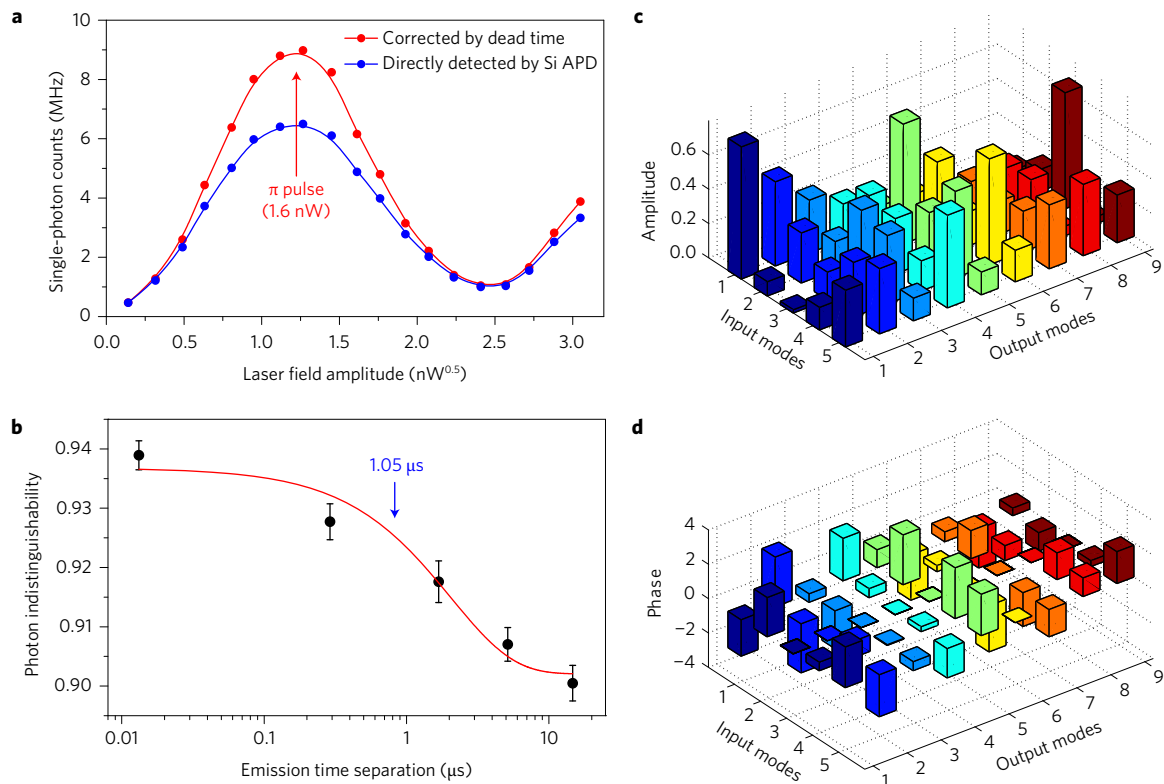 a
10
8
6
4
2
0
Single-photon counts (MHz)
Corrected by dead time
Directly detected by Si APD
π pulse
(1.6 nW)
0.0 0.5 1.0 1.5 2.0 2.5 3.0
Laser field amplitude (nW^0.5)
b
0.94
0.93
0.92
0.91
0.90
Photon indistinguishability
1.05 µs
0.01 0.1 1 10
Emission time separation (µs)
c
0.6
0.4
0.2
0.0
Amplitude
1 2 3 4 5
Input modes
1 2 3 4 5 6 7 8 9
Output modes
d
4
2
0
−2
−4
Phase
1 2 3 4 5
Input modes
1 2 3 4 5 6 7 8 9
Output modes